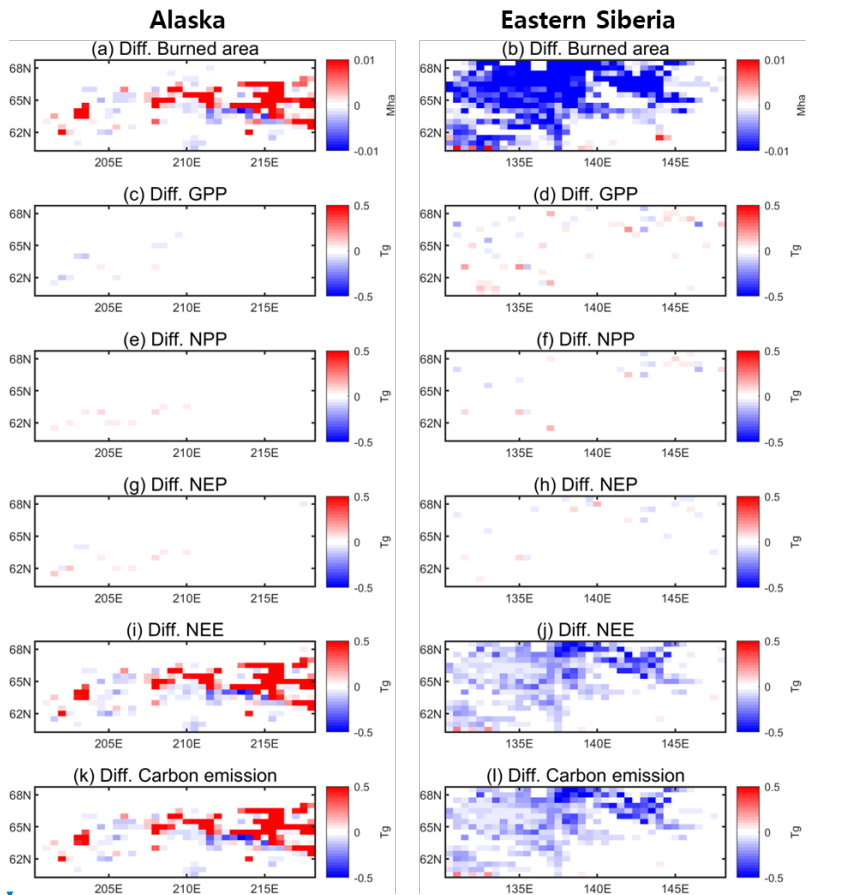 Alaska
Eastern Siberia
(a) Diff. Burned area
68N
65N
62N
205E 210E 215E
0.01
0
-0.01
Mha
(b) Diff. Burned area
68N
65N
62N
135E 140E 145E
0.01
0
-0.01
Mha
(c) Diff. GPP
68N
65N
62N
205E 210E 215E
0.5
0
-0.5
Tg
(d) Diff. GPP
68N
65N
62N
135E 140E 145E
0.5
0
-0.5
Tg
(e) Diff. NPP
68N
65N
62N
205E 210E 215E
0.5
0
-0.5
Tg
(f) Diff. NPP
68N
65N
62N
135E 140E 145E
0.5
0
-0.5
Tg
(g) Diff. NEP
68N
65N
62N
205E 210E 215E
0.5
0
-0.5
Tg
(h) Diff. NEP
68N
65N
62N
135E 140E 145E
0.5
0
-0.5
Tg
(i) Diff. NEE
68N
65N
62N
205E 210E 215E
0.5
0
-0.5
Tg
(j) Diff. NEE
68N
65N
62N
135E 140E 145E
0.5
0
-0.5
Tg
(k) Diff. Carbon emission
68N
65N
62N
205E 210E 215E
0.5
0
-0.5
Tg
(l) Diff. Carbon emission
68N
65N
62N
135E 140E 145E
0.5
0
-0.5
Tg